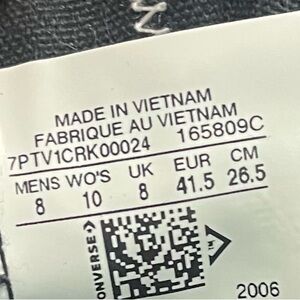 MADE IN VIETNAM
FABRIQUE AU VIETNAM
7PTV1CRK00024 165809C
MENS WO'S UK EUR CM
8 10 8 41.5 26.5
CONVERSE
2006